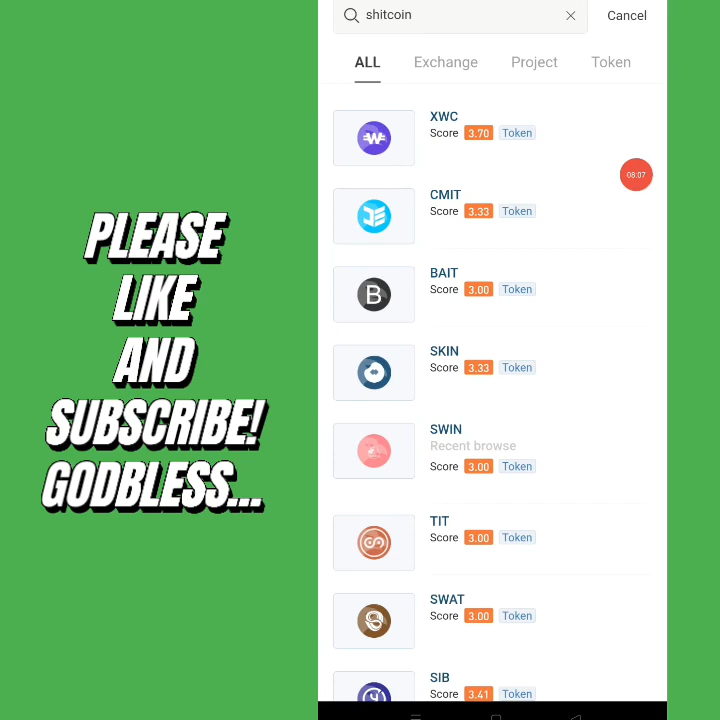 PLEASE
LIKE
AND
SUBSCRIBE!
GODBLESS...
shitcoin
Cancel
ALL Exchange Project Token
XWC
Score 3.70 Token
08:07
CMIT
Score 3.33 Token
BAIT
Score 3.00 Token
B
SKIN
Score 3.33 Token
SWIN
Recent browse
Score 3.00 Token
TIT
Score 3.00 Token
SWAT
Score 3.00 Token
SIB
Score 3.41 Token